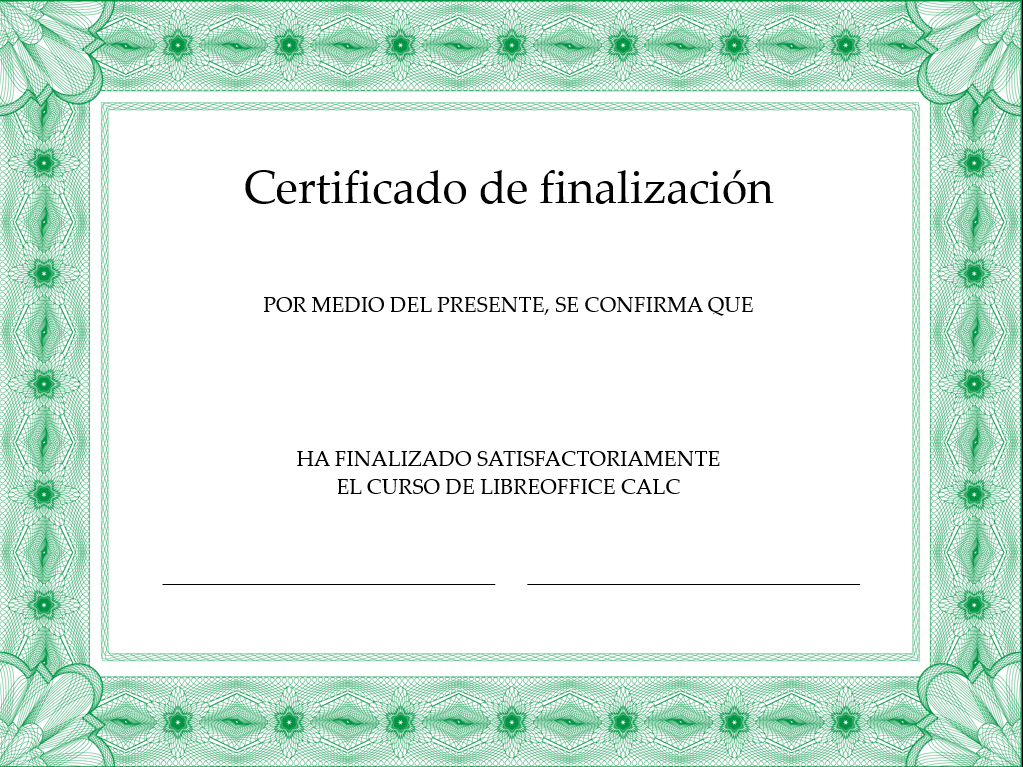 Certificado de finalización
POR MEDIO DEL PRESENTE, SE CONFIRMA QUE
HA FINALIZADO SATISFACTORIAMENTE
EL CURSO DE LIBREOFFICE CALC